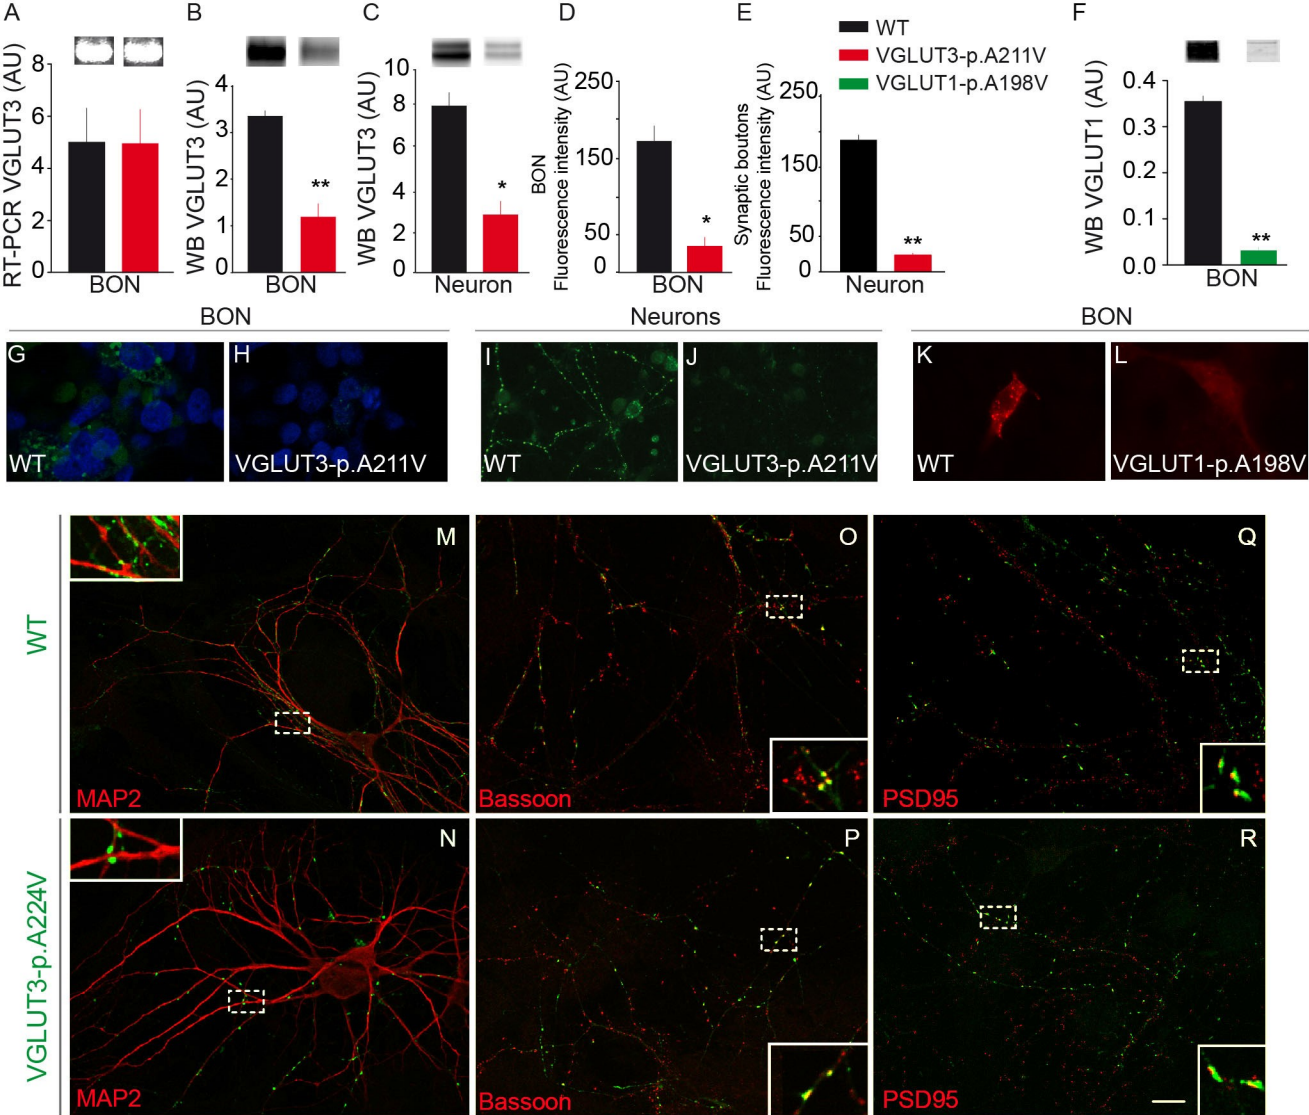 A
B
C
D
E
F
WT
VGLUT3-p.A211V
VGLUT1-p.A198V
RT-PCR VGLUT3 (AU)
8
6
4
2
0
BON
WB VGLUT3 (AU)
4
3
2
1
0
**
BON
WB VGLUT3 (AU)
10
8
6
4
2
0
*
Neuron
BON
Fluorescence intensity (AU)
250
150
50
0
*
BON
Synaptic boutons
Fluorescence intensity (AU)
250
150
50
0
**
Neuron
WB VGLUT1 (AU)
0.4
0.3
0.2
0.1
0.0
**
BON
BON
Neurons
BON
G
WT
H
VGLUT3-p.A211V
I
WT
J
VGLUT3-p.A211V
K
WT
L
VGLUT1-p.A198V
WT
M
MAP2
O
Bassoon
Q
PSD95
VGLUT3-p.A224V
N
MAP2
P
Bassoon
R
PSD95